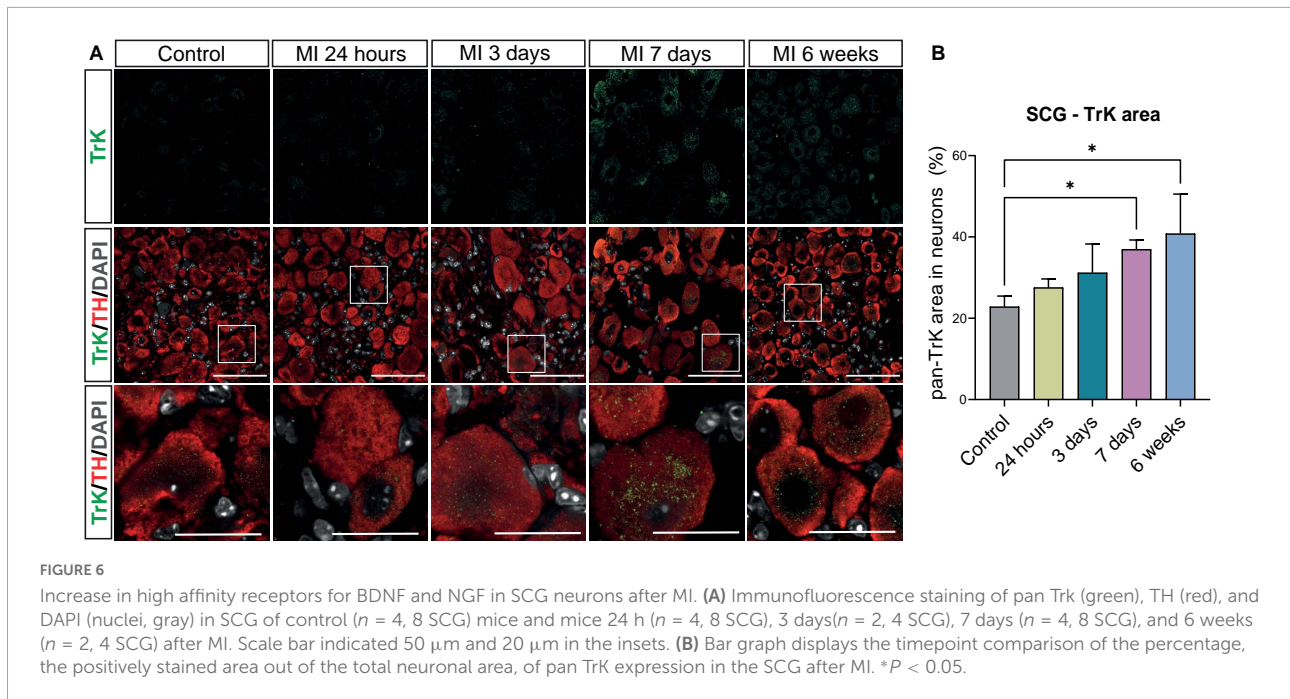 A
Control
MI 24 hours
MI 3 days
MI 7 days
MI 6 weeks
TrK
TrK/TH/DAPI
TrK/TH/DAPI
B
SCG - TrK area
pan-TrK area in neurons (%)
60
40
20
0
*
*
Control
24 hours
3 days
7 days
6 weeks
FIGURE 6
Increase in high affinity receptors for BDNF and NGF in SCG neurons after MI. (A) Immunofluorescence staining of pan Trk (green), TH (red), and
DAPI (nuclei, gray) in SCG of control (n = 4, 8 SCG) mice and mice 24 h (n = 4, 8 SCG), 3 days(n = 2, 4 SCG), 7 days (n = 4, 8 SCG), and 6 weeks
(n = 2, 4 SCG) after MI. Scale bar indicated 50 μm and 20 μm in the insets. (B) Bar graph displays the timepoint comparison of the percentage,
the positively stained area out of the total neuronal area, of pan TrK expression in the SCG after MI. *P < 0.05.